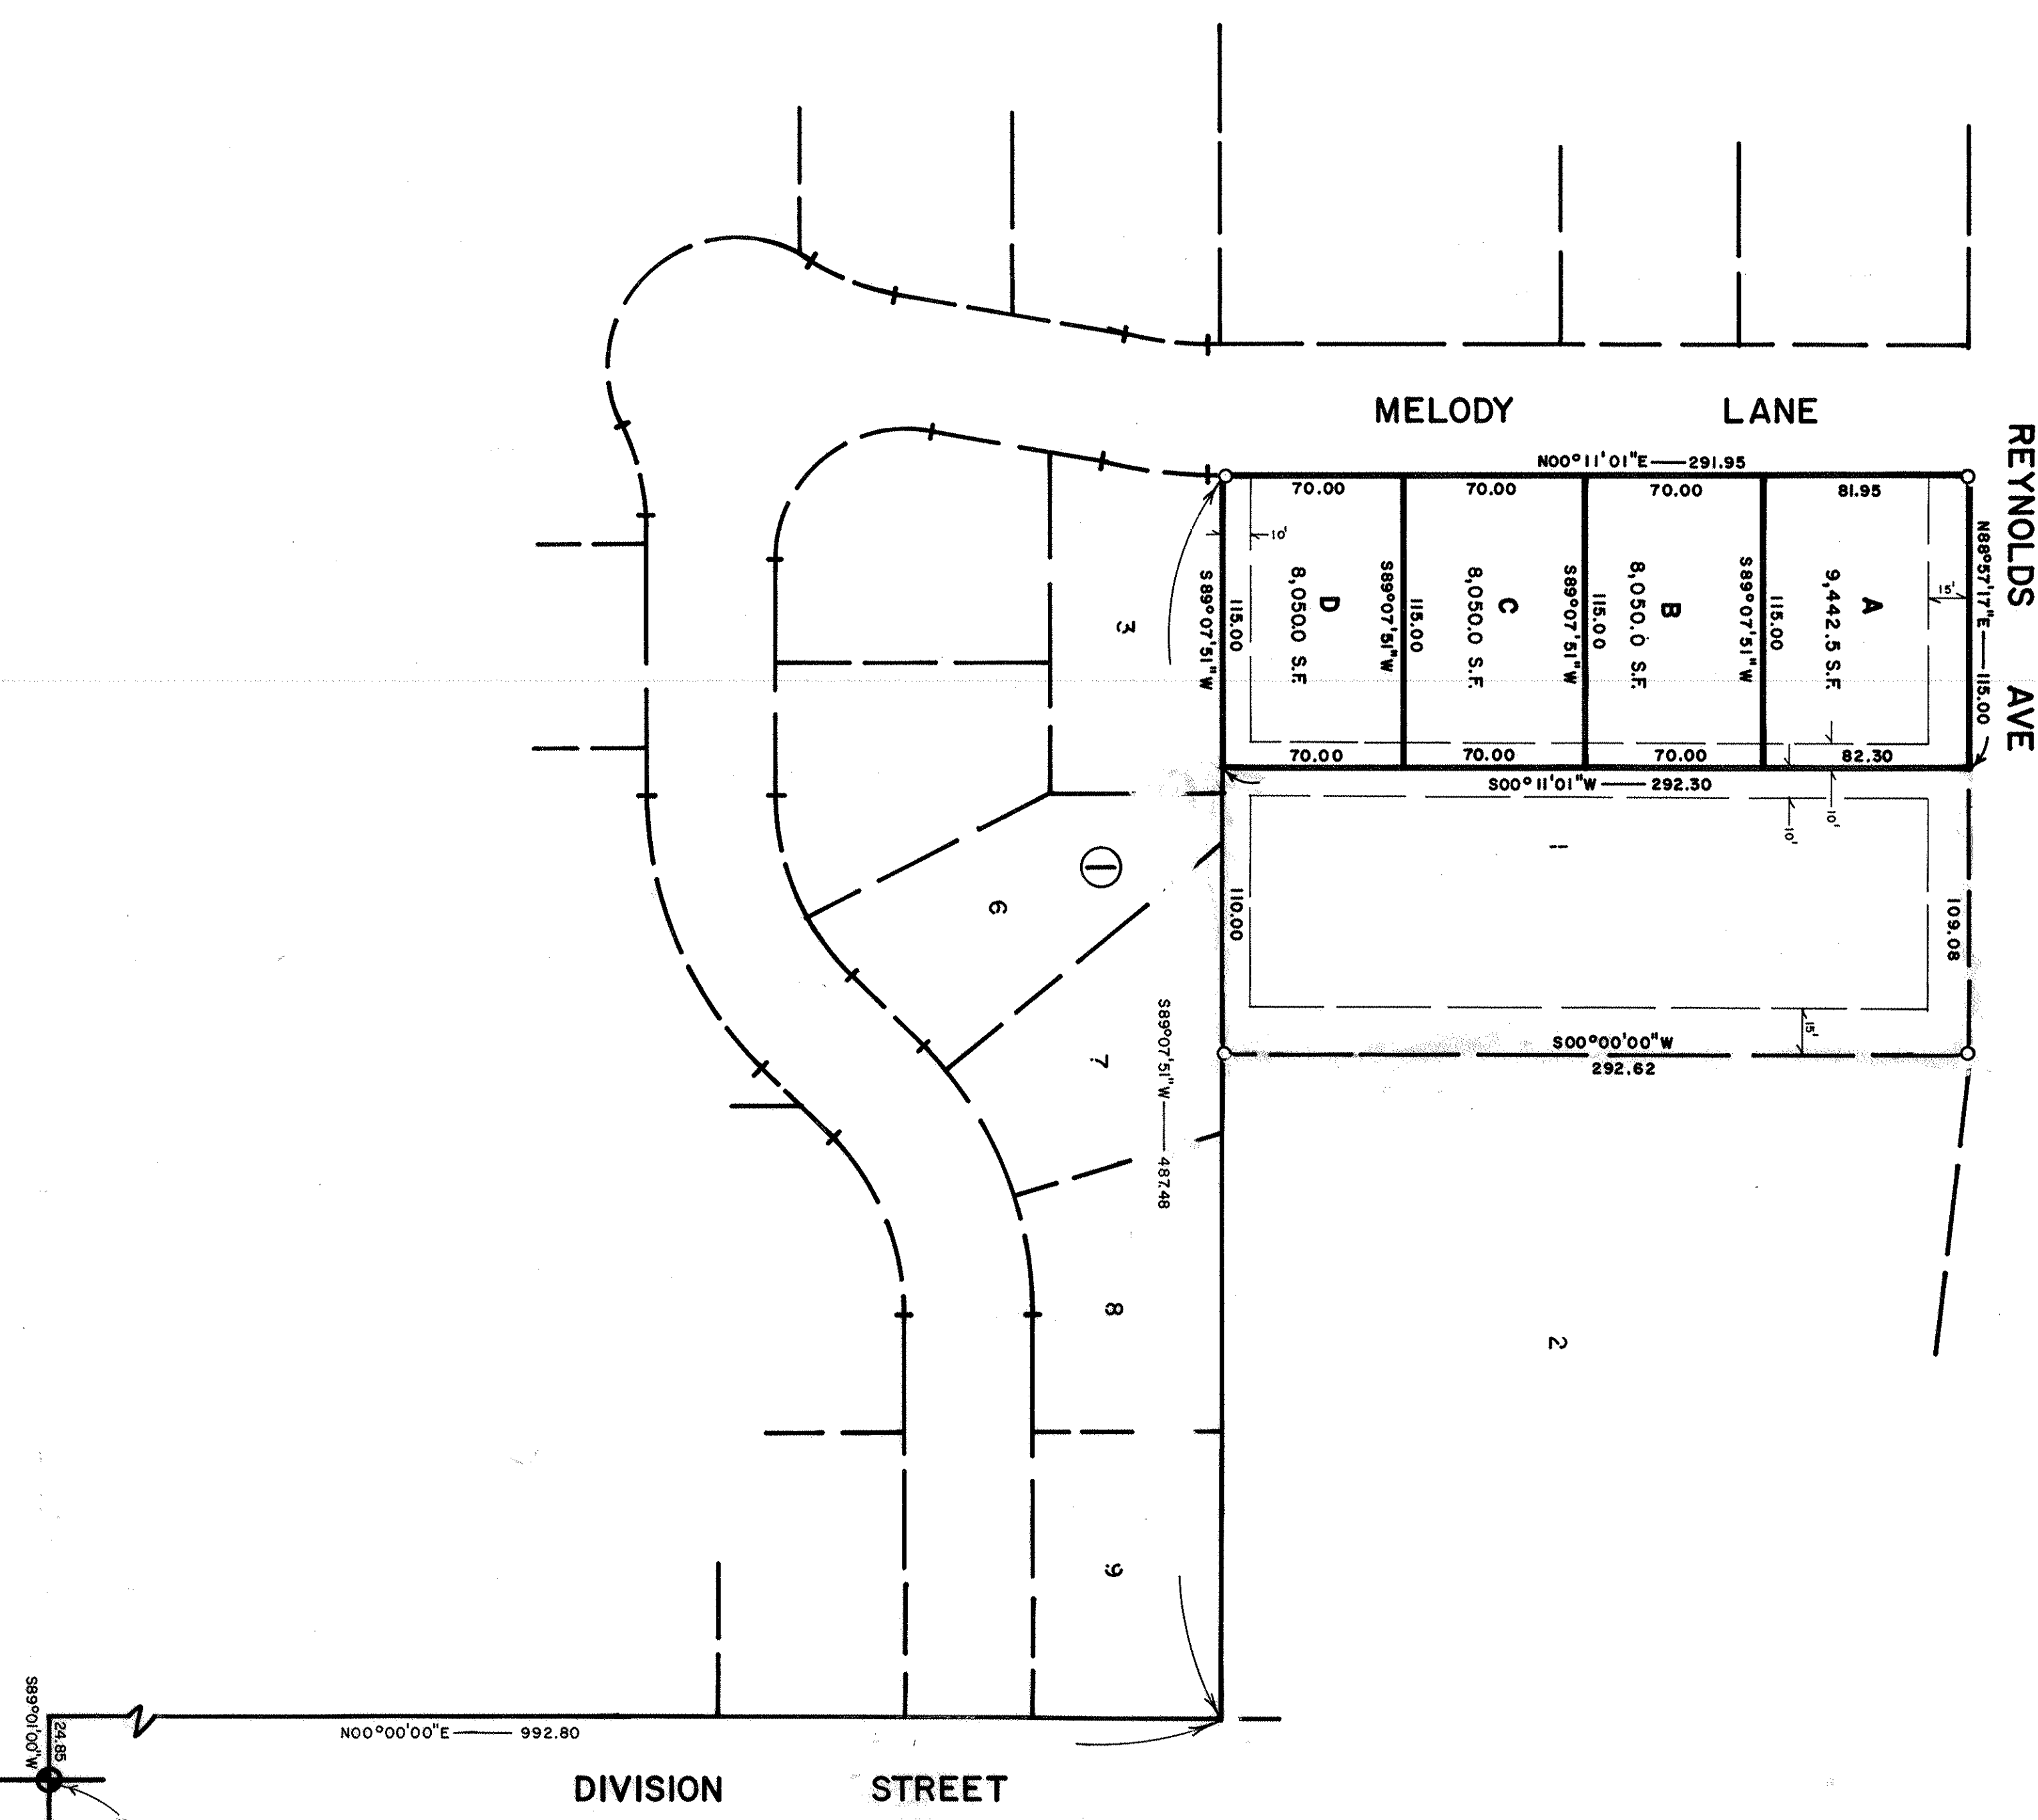 MELODY LANE
REYNOLDS AVE
N00°11'01"E — 291.95
70.00
70.00
70.00
81.95
N88°57'17"E — 115.00
15'
10'
A
9,442.5 S.F.
S89°07'51"W
115.00
B
8,050.0 S.F.
S89°07'51"W
115.00
C
8,050.0 S.F.
S89°07'51"W
115.00
D
8,050.0 S.F.
115.00
S89°07'51"W
70.00
70.00
70.00
82.30
S00°11'01"W — 292.30
10'
10'
3
1
6
110.00
109.08
15'
S00°00'00"W
292.62
7
S89°07'51"W — 487.48
8
2
9
N00°00'00"E — 992.80
24.85
S89°01'00"W
DIVISION STREET